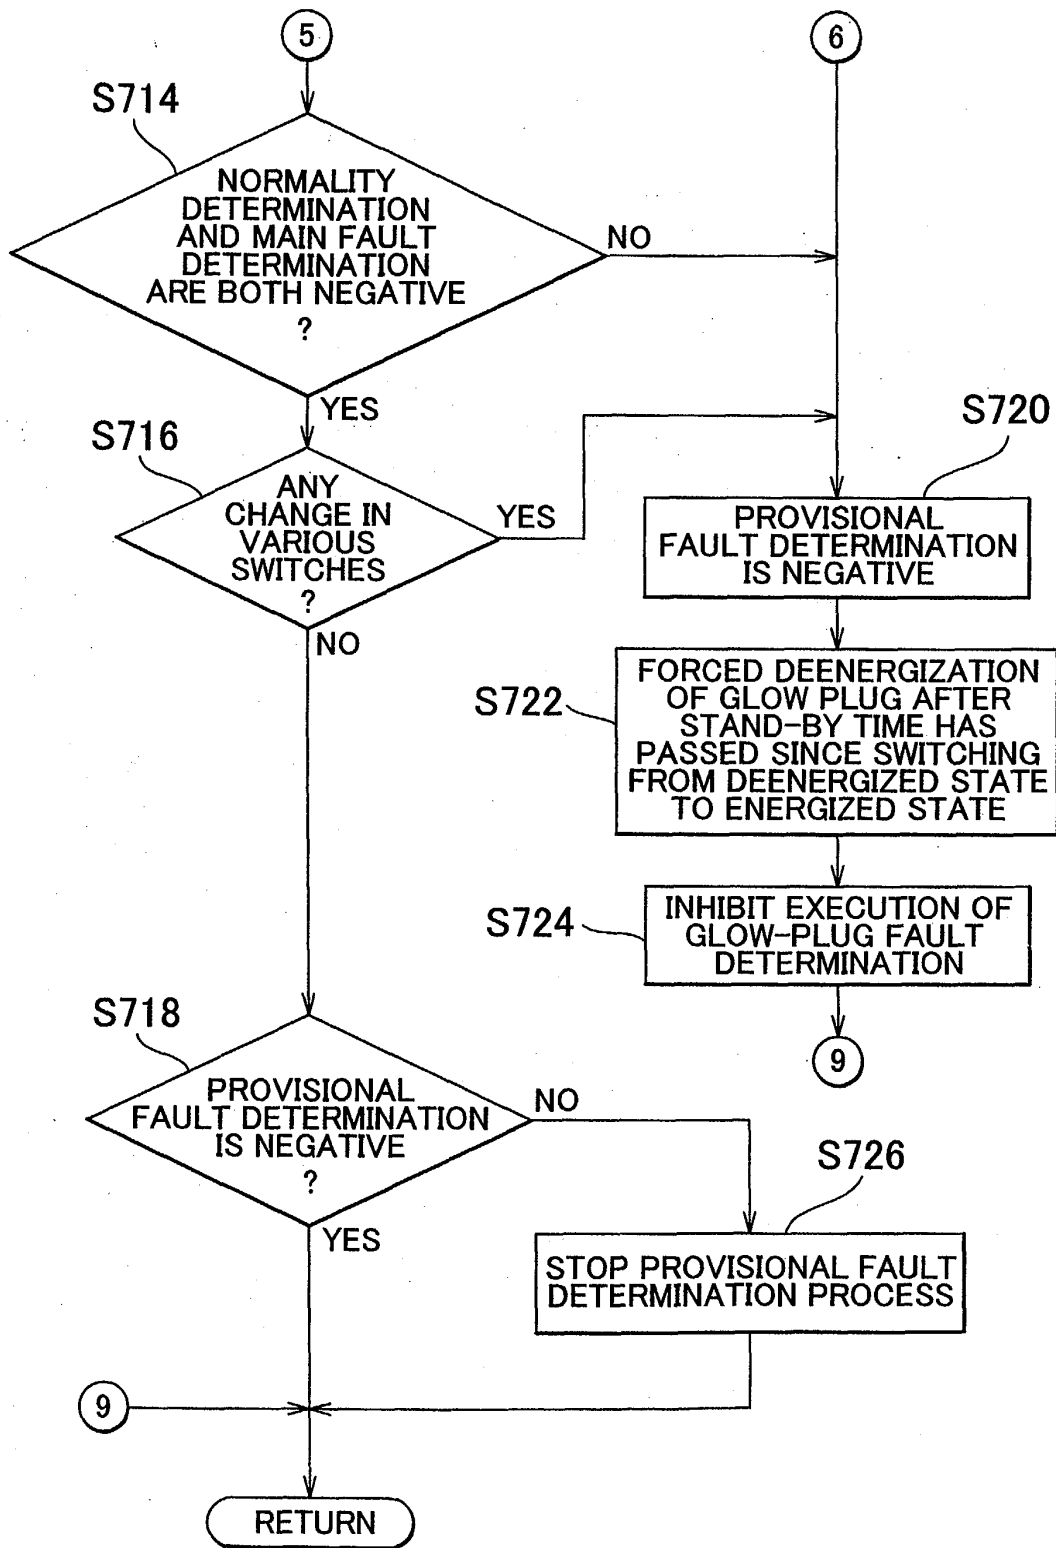 5
6
S714
NORMALITY
DETERMINATION
AND MAIN FAULT
DETERMINATION
ARE BOTH NEGATIVE
?
NO
YES
S716
ANY
CHANGE IN
VARIOUS
SWITCHES
?
YES
NO
S720
PROVISIONAL
FAULT DETERMINATION
IS NEGATIVE
S722
FORCED DEENERGIZATION
OF GLOW PLUG AFTER
STAND-BY TIME HAS
PASSED SINCE SWITCHING
FROM DEENERGIZED STATE
TO ENERGIZED STATE
S724
INHIBIT EXECUTION OF
GLOW-PLUG FAULT
DETERMINATION
9
S718
PROVISIONAL
FAULT DETERMINATION
IS NEGATIVE
?
NO
YES
S726
STOP PROVISIONAL FAULT
DETERMINATION PROCESS
9
RETURN